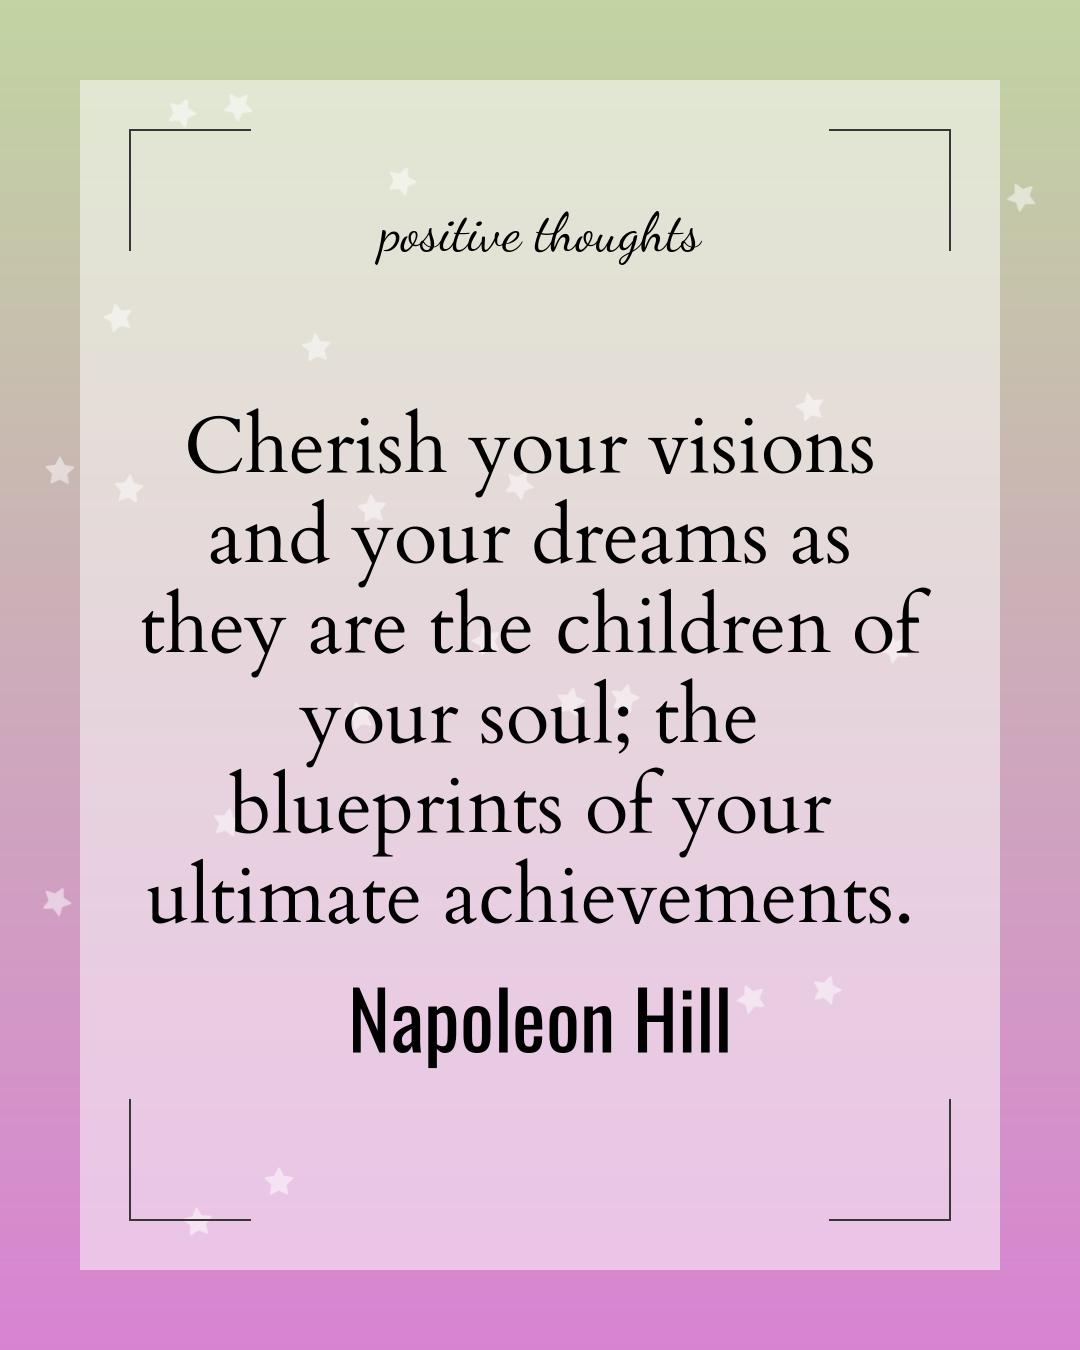 positive thoughts
Cherish your visions
and your dreams as
they are the children of
your soul; the
blueprints of your
ultimate achievements.
Napoleon Hill